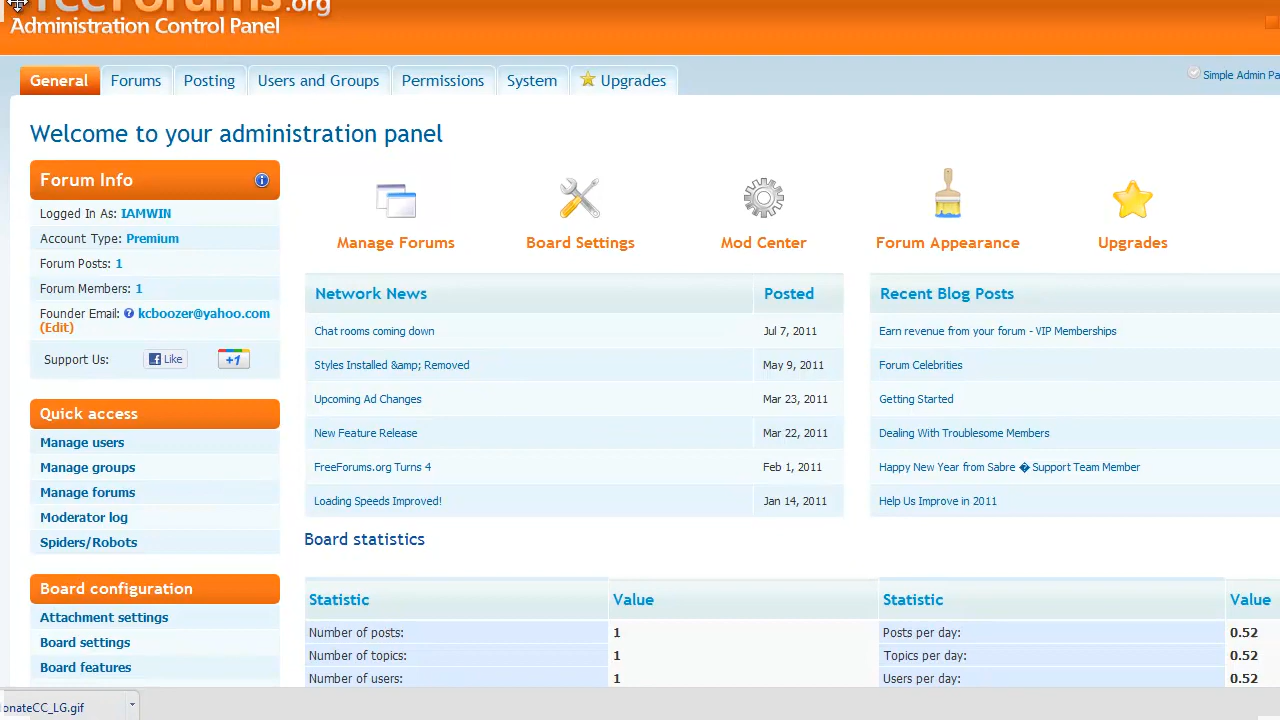 FreeForums.org
Administration Control Panel
General
Forums
Posting
Users and Groups
Permissions
System
Upgrades
Simple Admin Pa
Welcome to your administration panel
Forum Info
Logged In As: IAMWIN
Account Type: Premium
Forum Posts: 1
Forum Members: 1
Founder Email: kcboozer@yahoo.com
(Edit)
Support Us:
Like
+1
Manage Forums
Board Settings
Mod Center
Forum Appearance
Upgrades
Network News
Posted
Chat rooms coming down
Jul 7, 2011
Styles Installed &amp; Removed
May 9, 2011
Upcoming Ad Changes
Mar 23, 2011
New Feature Release
Mar 22, 2011
FreeForums.org Turns 4
Feb 1, 2011
Loading Speeds Improved!
Jan 14, 2011
Recent Blog Posts
Earn revenue from your forum - VIP Memberships
Forum Celebrities
Getting Started
Dealing With Troublesome Members
Happy New Year from Sabre � Support Team Member
Help Us Improve in 2011
Quick access
Manage users
Manage groups
Manage forums
Moderator log
Spiders/Robots
Board configuration
Attachment settings
Board settings
Board features
Board statistics
Statistic
Value
Statistic
Value
Number of posts:
1
Posts per day:
0.52
Number of topics:
1
Topics per day:
0.52
Number of users:
1
Users per day:
0.52
onateCC_LG.gif